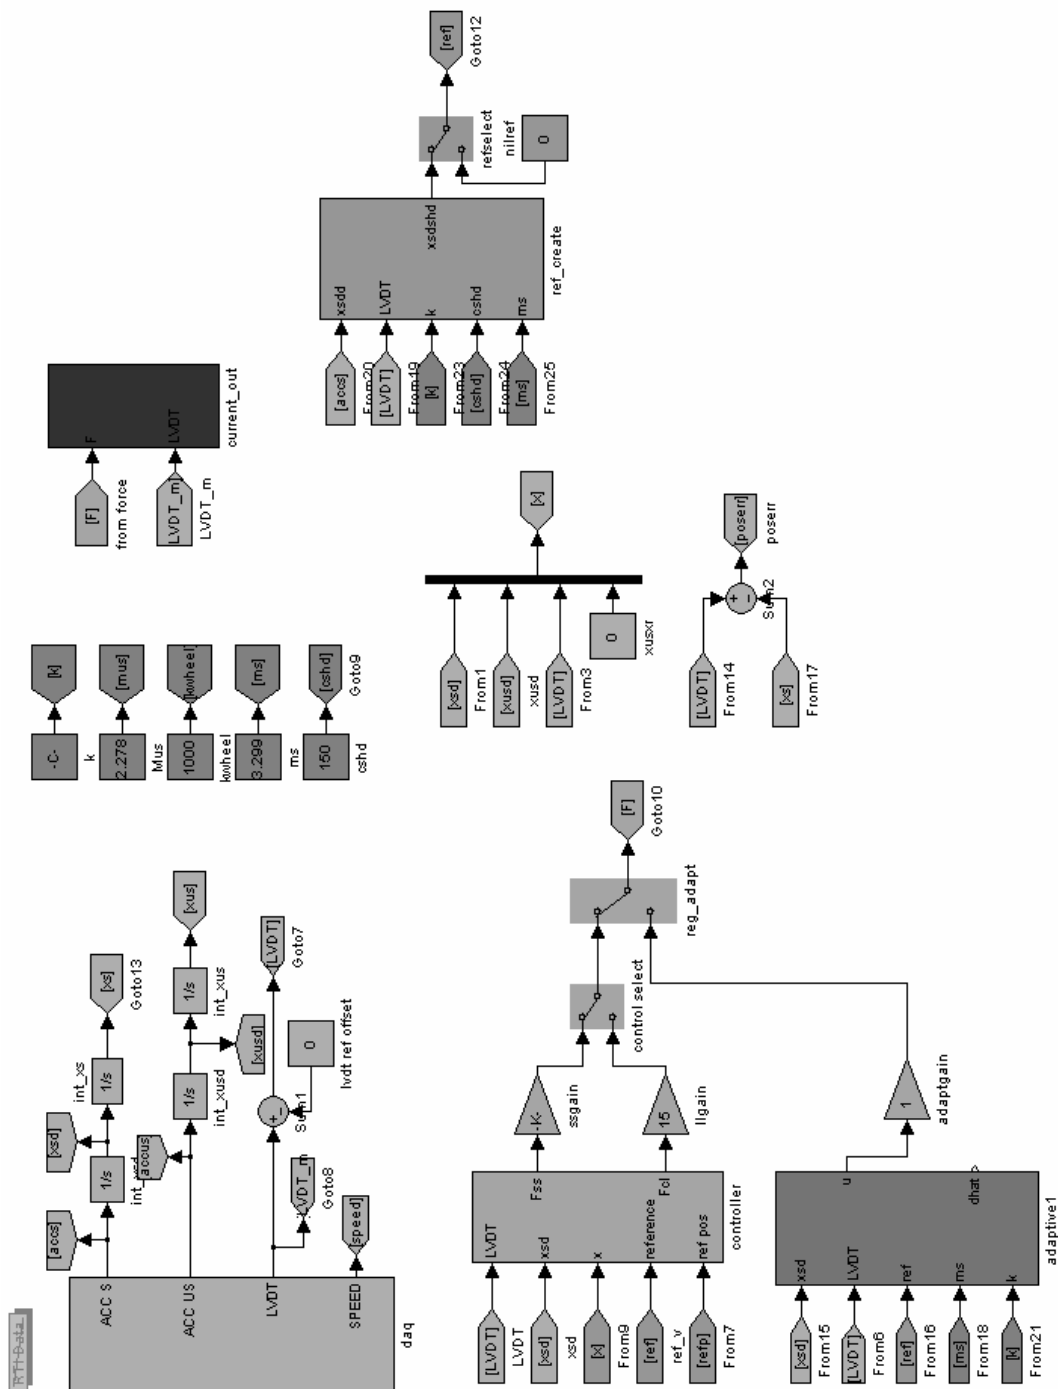 RTI Data
daq
ACC S
ACC US
LVDT
SPEED
[accs]
1/s
int_xsd
[xsd]
1/s
int_xs
[xs]
Goto13
[accus]
1/s
int_xusd
[xusd]
1/s
int_xus
[xus]
LVDT_m
Goto8
+
-
Sum1
0
lvdt ref offset
[LVDT]
Goto7
[speed]
-C-
k
[k]
2.278
Mus
[mus]
1000
kwheel
[kwheel]
3.299
ms
[ms]
150
cshd
[cshd]
Goto9
[F]
from force
LVDT_m]
LVDT_m
F
LVDT
current_out
[LVDT]
LVDT
[xsd]
xsd
[x]
From9
[ref]
ref_v
[refp]
From7
LVDT
xsd
x
reference
ref pos
Fss
Fcl
controller
-K-
ssgain
15
llgain
control select
reg_adapt
[F]
Goto10
[xsd]
From15
[LVDT]
From6
[ref]
From16
[ms]
From18
[k]
From21
xsd
LVDT
ref
ms
k
u
dhat
adaptive1
1
adaptgain
[xsd]
From1
[xusd]
xusd
[LVDT]
From3
0
xusxr
[x]
[LVDT]
From14
[xs]
From17
+
-
Sum2
[poserr]
poserr
[accs]
From20
[LVDT]
From19
[k]
From23
[cshd]
From24
[ms]
From25
xsdd
LVDT
k
cshd
ms
xsdshd
ref_create
refselect
nilref
0
[ref]
Goto12